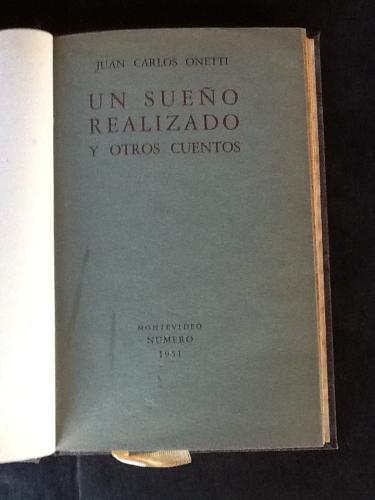 JUAN CARLOS ONETTI
UN SUEÑO
REALIZADO
Y OTROS CUENTOS
MONTEVIDEO
NUMERO
1951